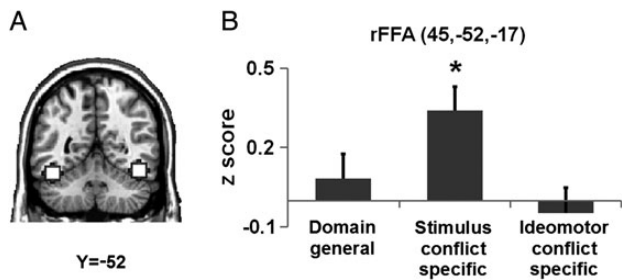 A
B
rFFA (45,-52,-17)
*
0.5
0.2
-0.1
z score
Domain general
Stimulus conflict specific
Ideomotor conflict specific
Y=-52